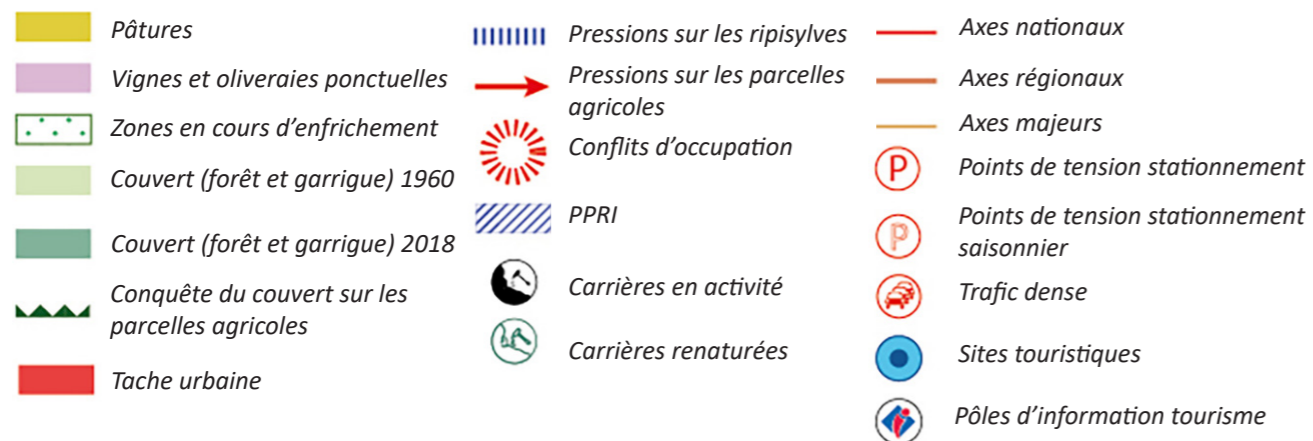 Pâtures
Vignes et oliveraies ponctuelles
Zones en cours d'enfrichement
Couvert (forêt et garrigue) 1960
Couvert (forêt et garrigue) 2018
Conquête du couvert sur les
parcelles agricoles
Tache urbaine
Pressions sur les ripisylves
Pressions sur les parcelles
agricoles
Conflits d'occupation
PPRI
Carrières en activité
Carrières renaturées
Axes nationaux
Axes régionaux
Axes majeurs
P
Points de tension stationnement
P
Points de tension stationnement
saisonnier
Trafic dense
Sites touristiques
Pôles d'information tourisme